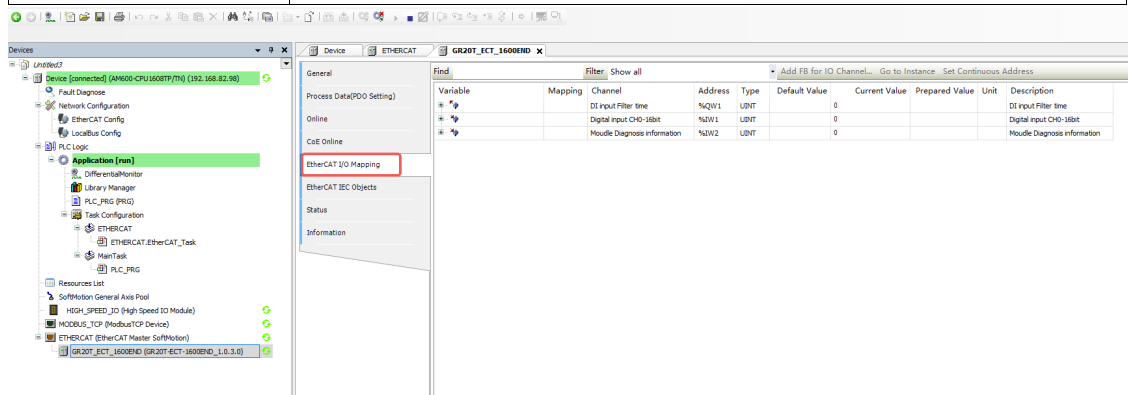 Devices
Untitled3
Device [connected] (AM600-CPU1608TP/TN) (192.168.82.98)
Fault Diagnose
Network Configuration
EtherCAT Config
LocalBus Config
PLC Logic
Application [run]
DifferentialMonitor
Library Manager
PLC_PRG (PRG)
Task Configuration
ETHERCAT
ETHERCAT.EtherCAT_Task
MainTask
PLC_PRG
Resources List
SoftMotion General Axis Pool
HIGH_SPEED_IO (High Speed IO Module)
MODBUS_TCP (ModbusTCP Device)
ETHERCAT (EtherCAT Master SoftMotion)
GR20T_ECT_1600END (GR20T-ECT-1600END_1.0.3.0)
Device ETHERCAT GR20T_ECT_1600END
General
Process Data(PDO Setting)
Online
CoE Online
EtherCAT I/O Mapping
EtherCAT IEC Objects
Status
Information
Find Filter Show all Add FB for IO Channel... Go to Instance Set Continuous Address
Variable Mapping Channel Address Type Default Value Current Value Prepared Value Unit Description
DI input Filter time %QW1 UINT 0 DI input Filter time
Digital input CH0-16bit %IW1 UINT 0 Digital input CH0-16bit
Moudle Diagnosis information %IW2 UINT 0 Moudle Diagnosis information